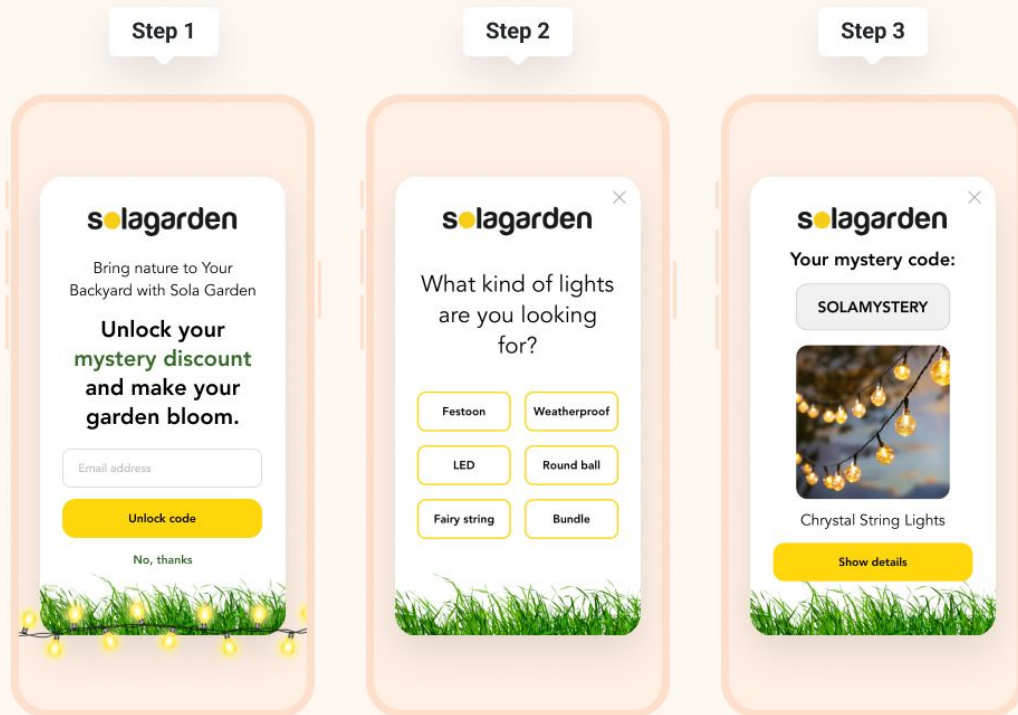 Step 1
solagarden
Bring nature to Your
Backyard with Sola Garden
Unlock your
mystery discount
and make your
garden bloom.
Email address
Unlock code
No, thanks
Step 2
solagarden
What kind of lights
are you looking
for?
Festoon
Weatherproof
LED
Round ball
Fairy string
Bundle
Step 3
solagarden
Your mystery code:
SOLAMYSTERY
Chrystal String Lights
Show details